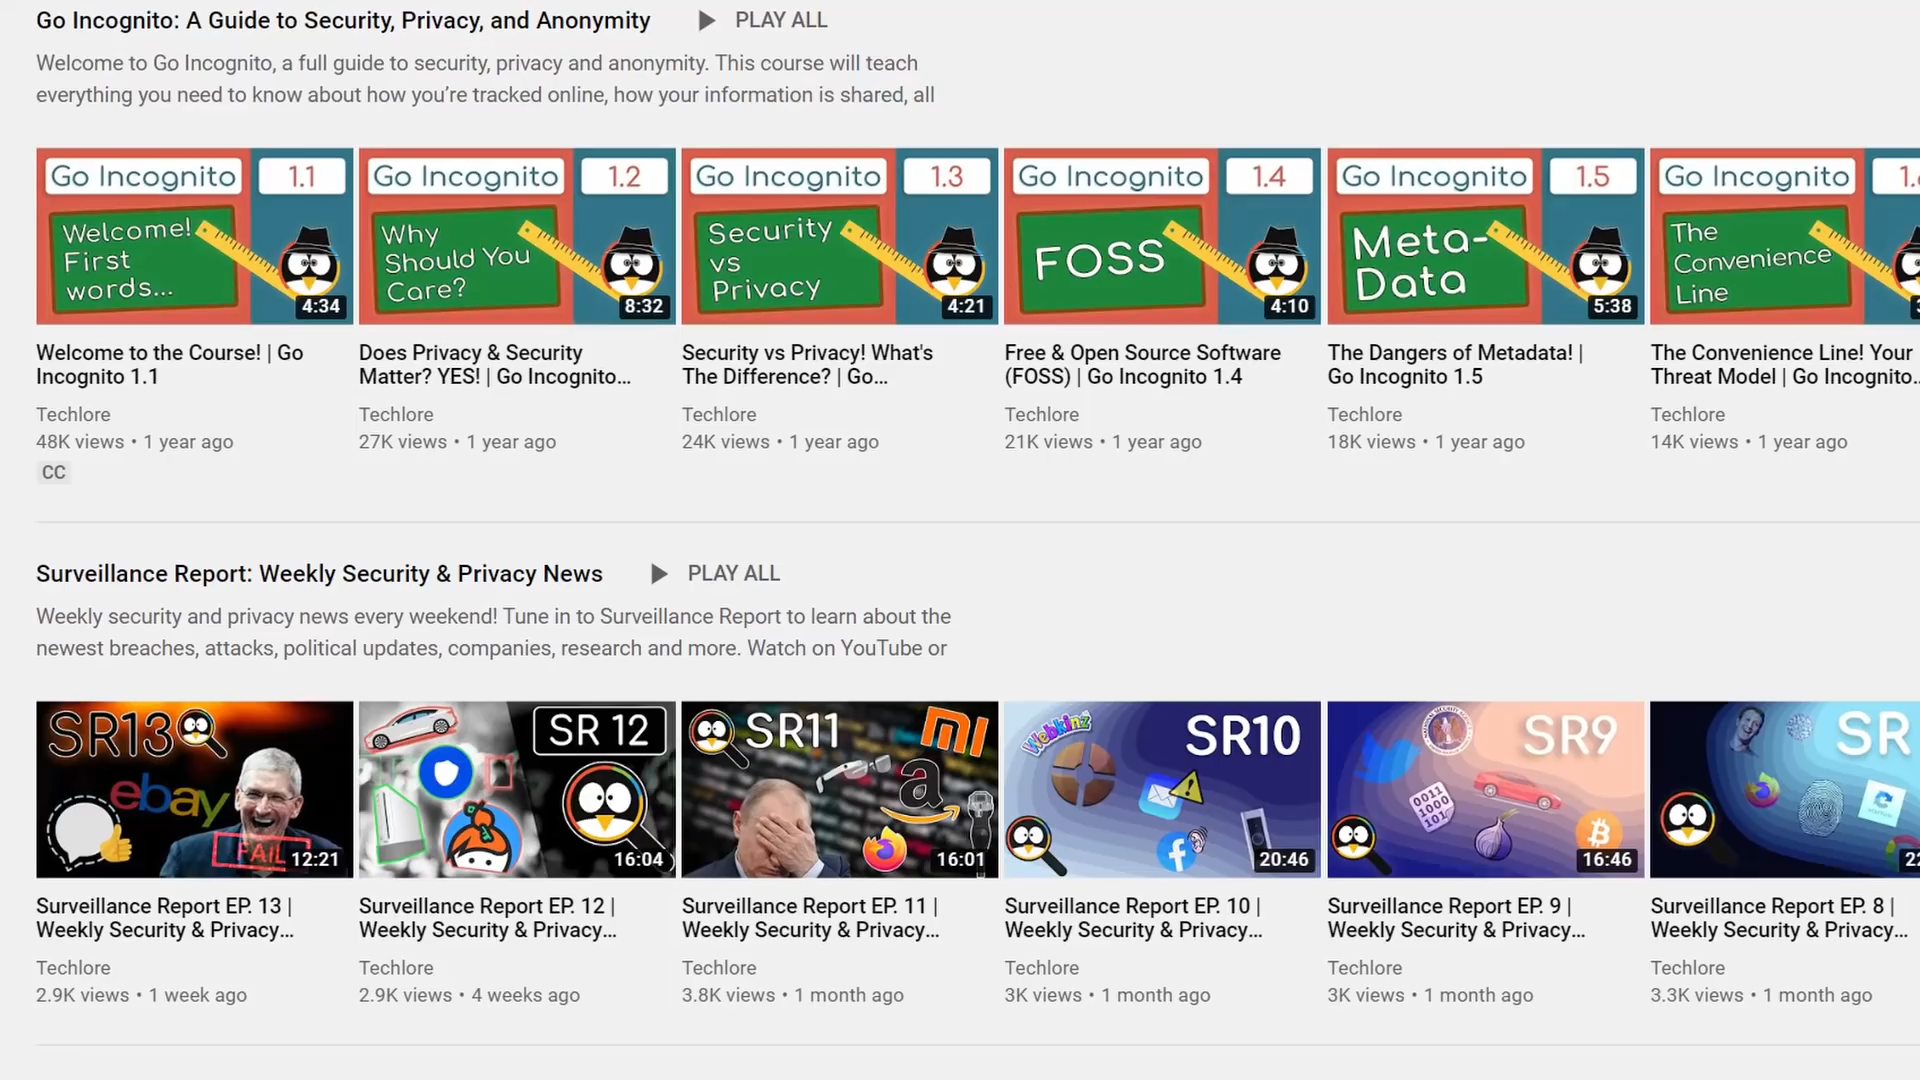 Go Incognito: A Guide to Security, Privacy, and Anonymity PLAY ALL
Welcome to Go Incognito, a full guide to security, privacy and anonymity. This course will teach
everything you need to know about how you’re tracked online, how your information is shared, all
Go Incognito 1.1
Welcome!
First
words...
4:34
Go Incognito 1.2
Why
Should You
Care?
8:32
Go Incognito 1.3
Security
vs
Privacy
4:21
Go Incognito 1.4
FOSS
4:10
Go Incognito 1.5
Meta-
Data
5:38
Go Incognito
The
Convenience
Line
Welcome to the Course! | Go
Incognito 1.1
Techlore
48K views • 1 year ago
CC
Does Privacy & Security
Matter? YES! | Go Incognito...
Techlore
27K views • 1 year ago
Security vs Privacy! What's
The Difference? | Go...
Techlore
24K views • 1 year ago
Free & Open Source Software
(FOSS) | Go Incognito 1.4
Techlore
21K views • 1 year ago
The Dangers of Metadata! |
Go Incognito 1.5
Techlore
18K views • 1 year ago
The Convenience Line! Your
Threat Model | Go Incognito...
Techlore
14K views • 1 year ago
Surveillance Report: Weekly Security & Privacy News PLAY ALL
Weekly security and privacy news every weekend! Tune in to Surveillance Report to learn about the
newest breaches, attacks, political updates, companies, research and more. Watch on YouTube or
SR13
ebay
FAIL
12:21
SR 12
16:04
SR11
MI
a
16:01
Webkinz
SR10
f
20:46
SR9
0011
1000
101
16:46
SR
Surveillance Report EP. 13 |
Weekly Security & Privacy...
Techlore
2.9K views • 1 week ago
Surveillance Report EP. 12 |
Weekly Security & Privacy...
Techlore
2.9K views • 4 weeks ago
Surveillance Report EP. 11 |
Weekly Security & Privacy...
Techlore
3.8K views • 1 month ago
Surveillance Report EP. 10 |
Weekly Security & Privacy...
Techlore
3K views • 1 month ago
Surveillance Report EP. 9 |
Weekly Security & Privacy...
Techlore
3K views • 1 month ago
Surveillance Report EP. 8 |
Weekly Security & Privacy...
Techlore
3.3K views • 1 month ago